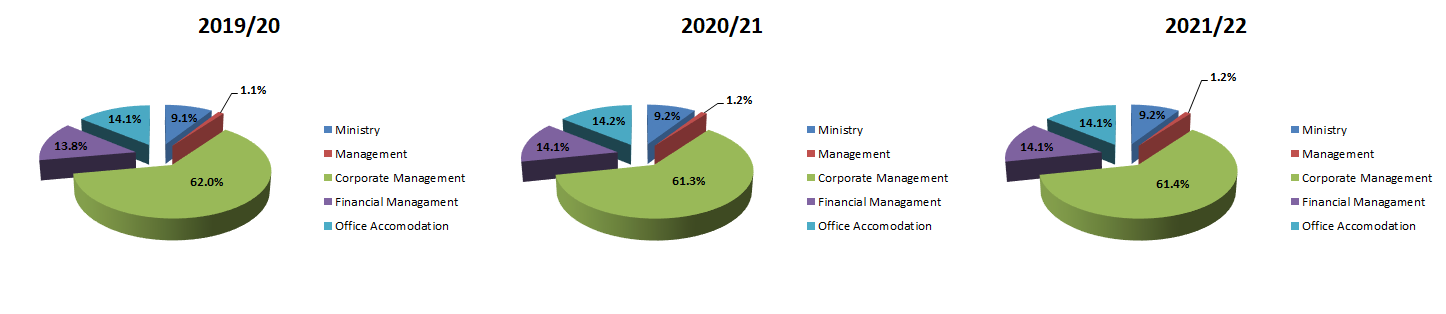 2019/20
1.1%
14.1%
9.1%
13.8%
62.0%
Ministry
Management
Corporate Management
Financial Managament
Office Accomodation
2020/21
1.2%
14.2%
9.2%
14.1%
61.3%
Ministry
Management
Corporate Management
Financial Managament
Office Accomodation
2021/22
1.2%
14.1%
9.2%
14.1%
61.4%
Ministry
Management
Corporate Management
Financial Managament
Office Accomodation